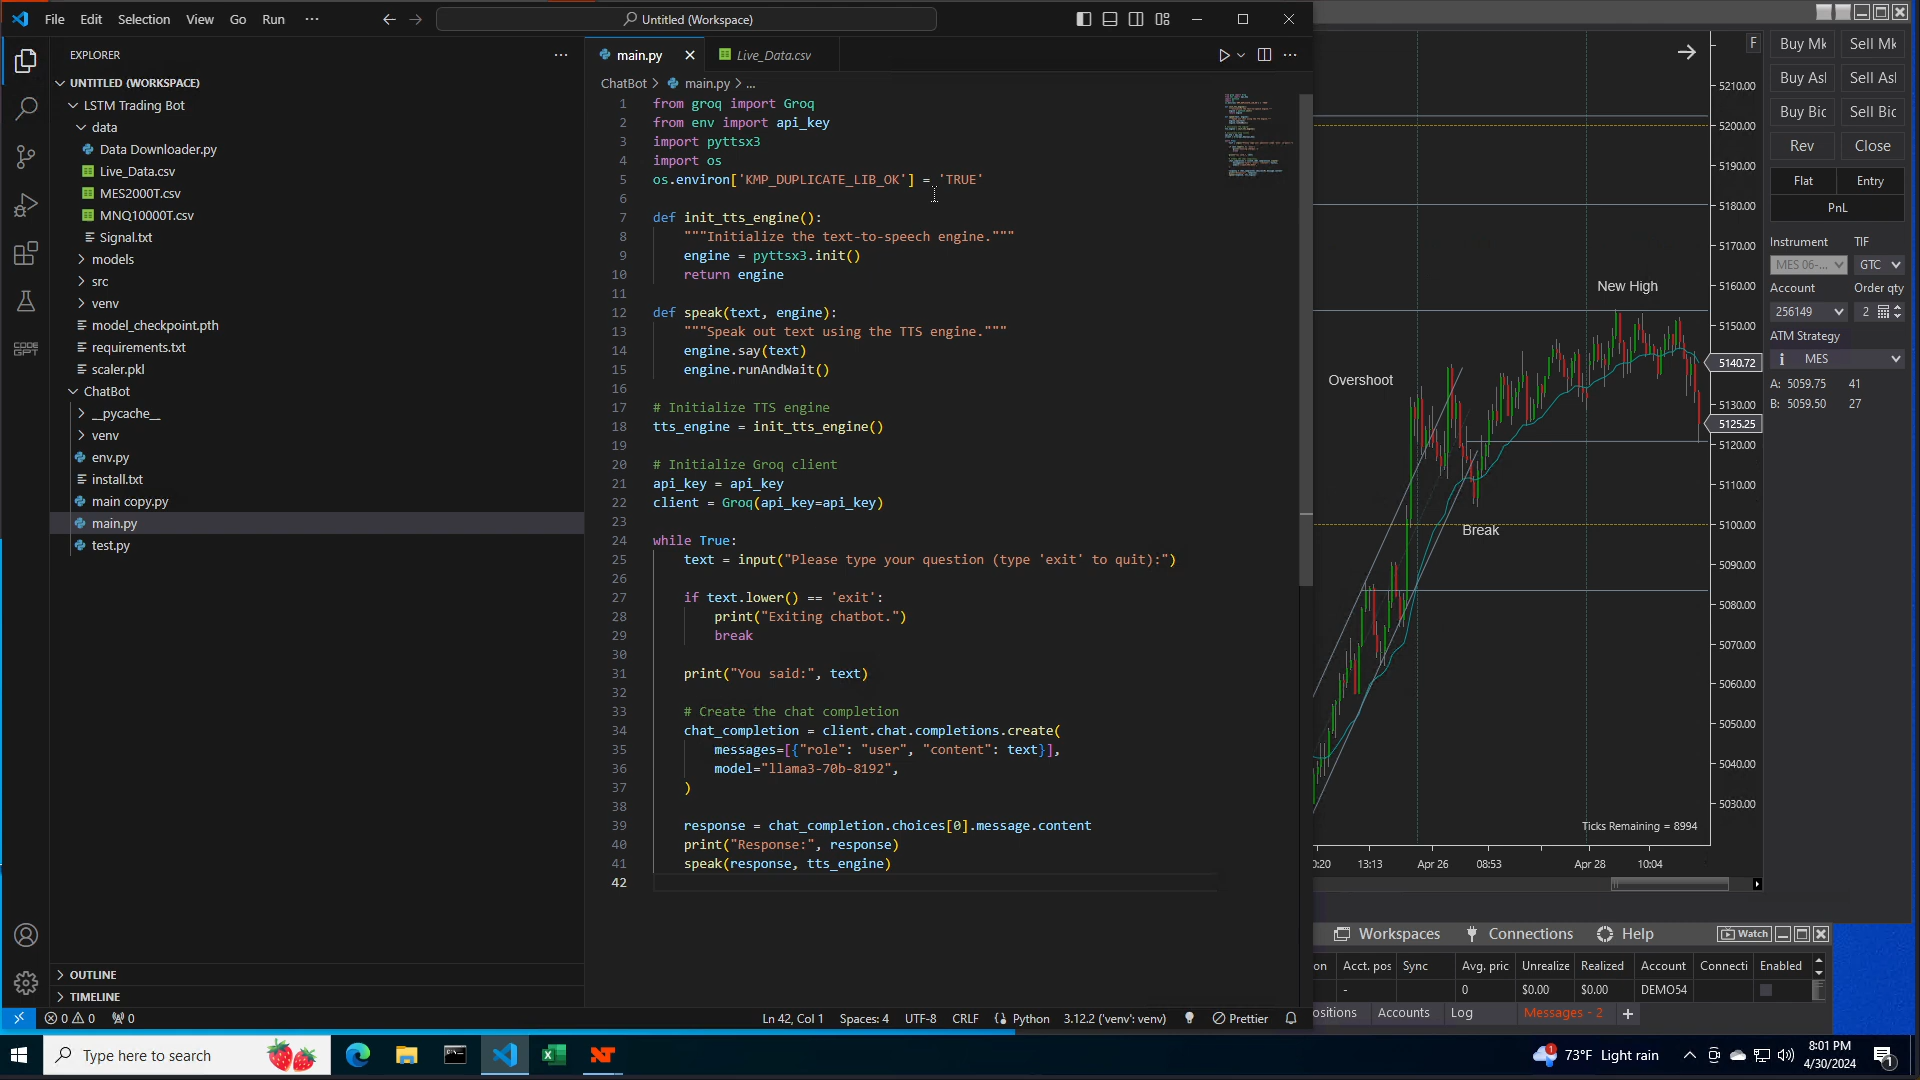 File Edit Selection View Go Run ···
Untitled (Workspace)
EXPLORER
UNTITLED (WORKSPACE)
LSTM Trading Bot
data
Data Downloader.py
Live_Data.csv
MES2000T.csv
MNQ10000T.csv
Signal.txt
models
src
venv
model_checkpoint.pth
requirements.txt
scaler.pkl
ChatBot
__pycache__
venv
env.py
install.txt
main copy.py
main.py
test.py
OUTLINE
TIMELINE
CODE
GPT
main.py
Live_Data.csv
ChatBot > main.py > ...
1 from groq import Groq
2 from env import api_key
3 import pyttsx3
4 import os
5 os.environ['KMP_DUPLICATE_LIB_OK'] = 'TRUE'
6
7 def init_tts_engine():
8 """Initialize the text-to-speech engine."""
9 engine = pyttsx3.init()
10 return engine
11
12 def speak(text, engine):
13 """Speak out text using the TTS engine."""
14 engine.say(text)
15 engine.runAndWait()
16
17 # Initialize TTS engine
18 tts_engine = init_tts_engine()
19
20 # Initialize Groq client
21 api_key = api_key
22 client = Groq(api_key=api_key)
23
24 while True:
25 text = input("Please type your question (type 'exit' to quit):")
26
27 if text.lower() == 'exit':
28 print("Exiting chatbot.")
29 break
30
31 print("You said:", text)
32
33 # Create the chat completion
34 chat_completion = client.chat.completions.create(
35 messages=[{"role": "user", "content": text}],
36 model="llama3-70b-8192",
37 )
38
39 response = chat_completion.choices[0].message.content
40 print("Response:", response)
41 speak(response, tts_engine)
42
0 0 0
Ln 42, Col 1 Spaces: 4 UTF-8 CRLF Python 3.12.2 ('venv': venv) Prettier
F
New High
Overshoot
Break
Ticks Remaining = 8994
5210.00
5200.00
5190.00
5180.00
5170.00
5160.00
5150.00
5140.72
5130.00
5125.25
5120.00
5110.00
5100.00
5090.00
5080.00
5070.00
5060.00
5050.00
5040.00
5030.00
0:20 13:13 Apr 26 08:53 Apr 28 10:04
Buy Mk Sell Mk
Buy Asl Sell Asl
Buy Bic Sell Bic
Rev Close
Flat Entry
PnL
Instrument TIF
MES 06-... GTC
Account Order qty
256149 2
ATM Strategy
MES
A: 5059.75 41
B: 5059.50 27
Workspaces Connections Help Watch
on Acct. pos Sync Avg. pric Unrealize Realized Account Connecti Enabled
- 0 $0.00 $0.00 DEMO54
ositions Accounts Log Messages - 2 +
Type here to search
73°F Light rain
8:01 PM
4/30/2024